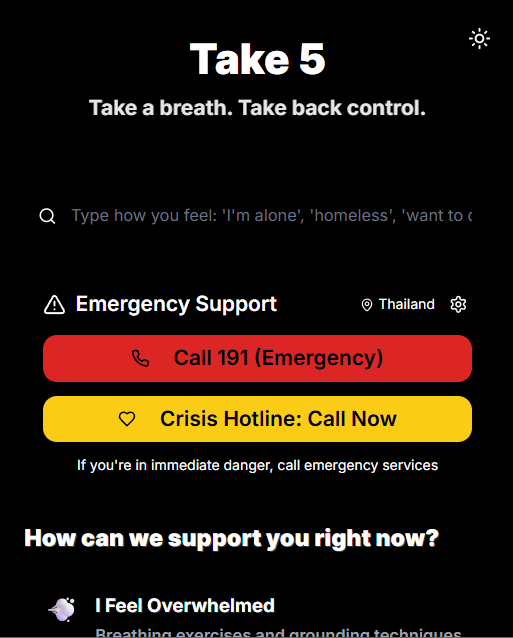 Take 5
Take a breath. Take back control.
Type how you feel: 'I'm alone', 'homeless', 'want to
Emergency Support
Thailand
Call 191 (Emergency)
Crisis Hotline: Call Now
If you're in immediate danger, call emergency services
How can we support you right now?
I Feel Overwhelmed
Breathing exercises and grounding techniques